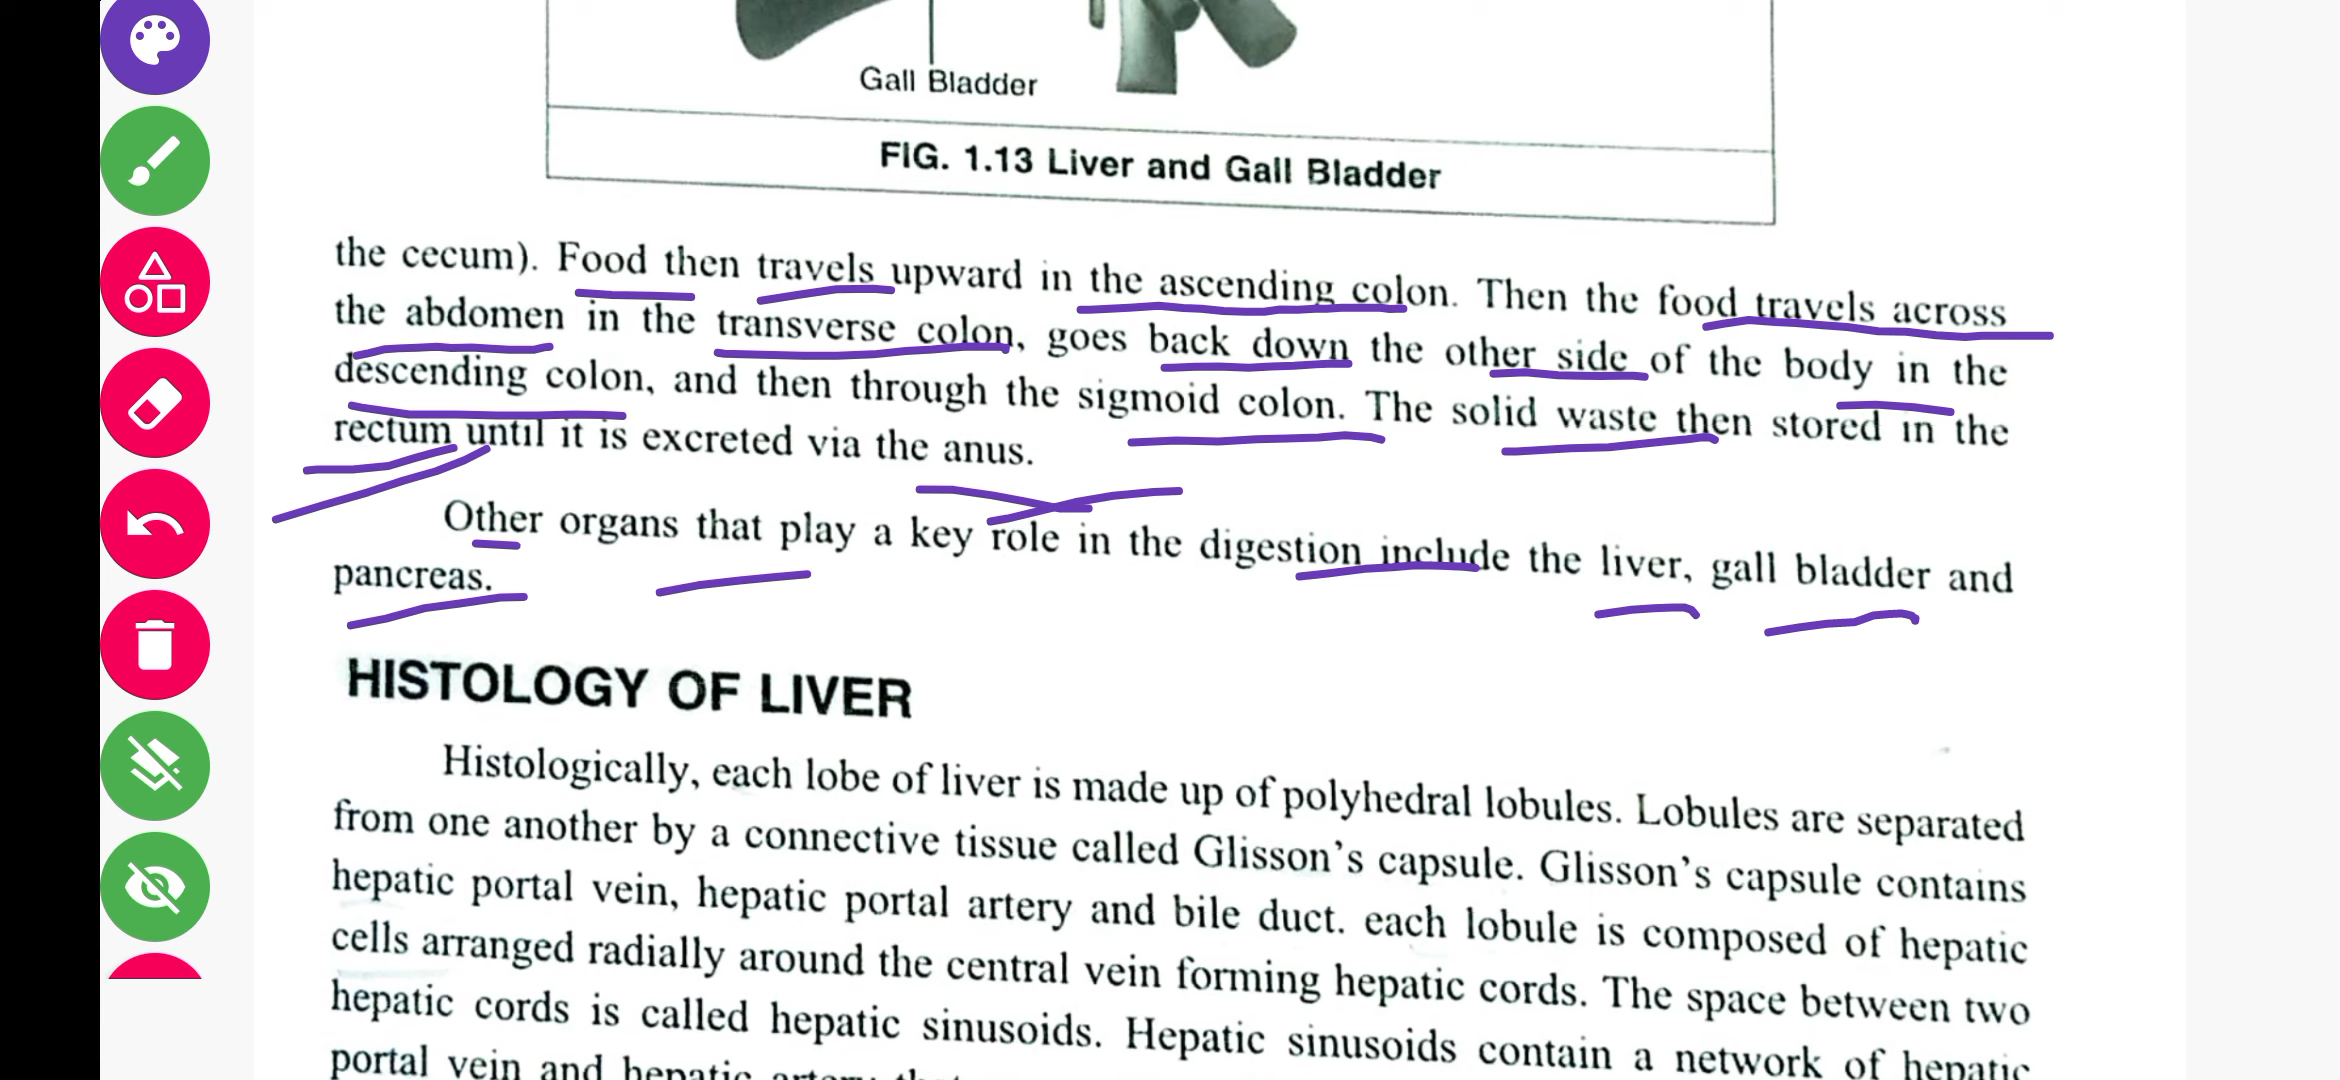 Gall Bladder
FIG. 1.13 Liver and Gall Bladder
the cecum). Food then travels upward in the ascending colon. Then the food travels across
the abdomen in the transverse colon, goes back down the other side of the body in the
descending colon, and then through the sigmoid colon. The solid waste then stored in the
rectum until it is excreted via the anus.
Other organs that play a key role in the digestion include the liver, gall bladder and
pancreas.
HISTOLOGY OF LIVER
Histologically, each lobe of liver is made up of polyhedral lobules. Lobules are separated
from one another by a connective tissue called Glisson's capsule. Glisson's capsule contains
hepatic portal vein, hepatic portal artery and bile duct. each lobule is composed of hepatic
cells arranged radially around the central vein forming hepatic cords. The space between two
hepatic cords is called hepatic sinusoids. Hepatic sinusoids contain a network of hepatic
portal vein and hepatic artery